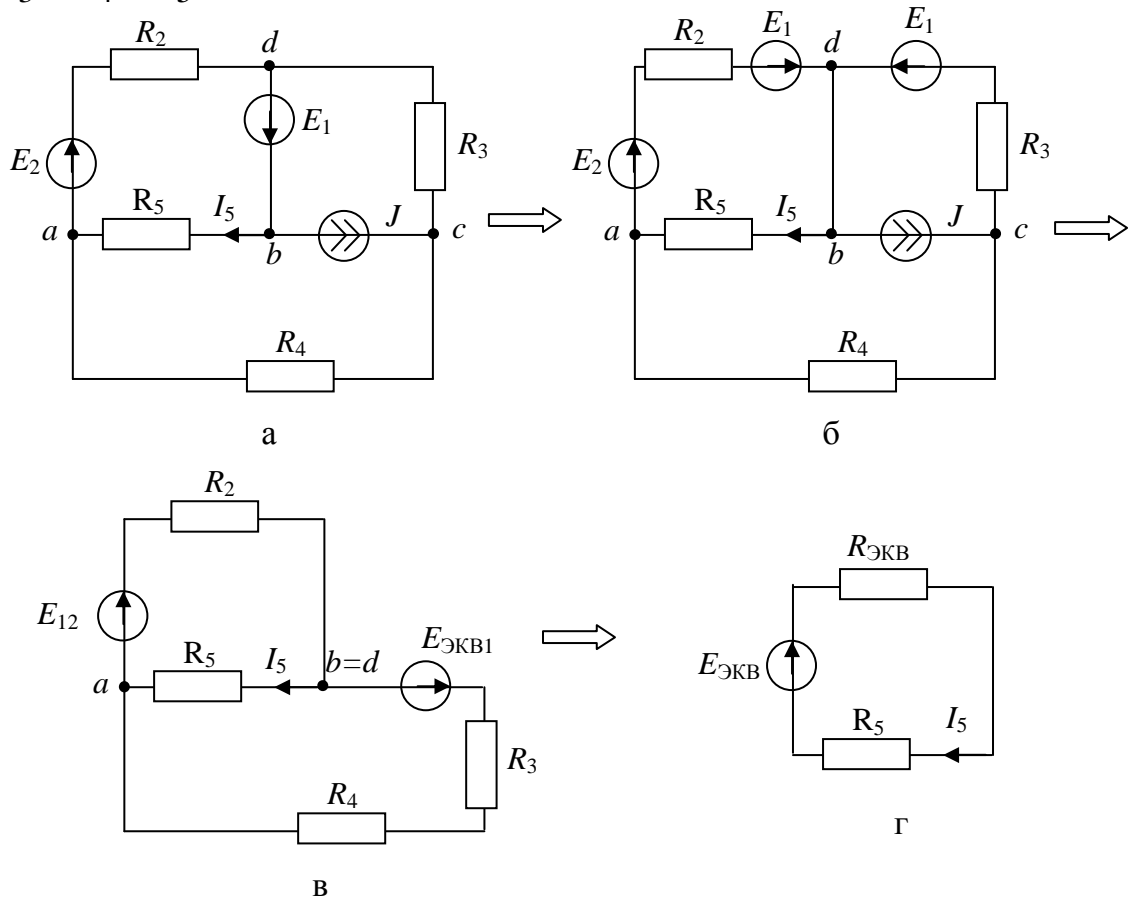 R2 d E1 R3 E2 R5 I5 J a b c R4
а
R2 E1 d E1 R3 E2 R5 I5 J a b c R4
б
R2 E12 R5 I5 b=d EЭКВ1 a R3 R4
в
RЭКВ EЭКВ R5 I5
г